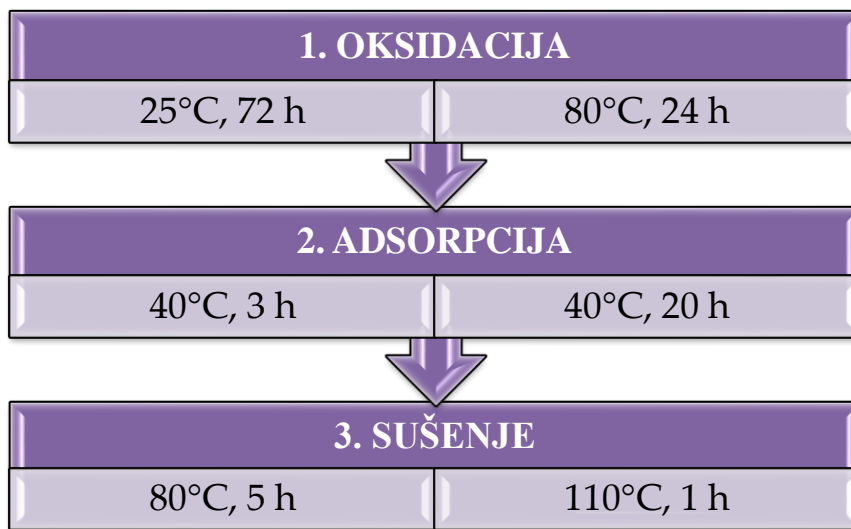 1. OKSIDACIJA
25°C, 72 h 80°C, 24 h
2. ADSORPCIJA
40°C, 3 h 40°C, 20 h
3. SUŠENJE
80°C, 5 h 110°C, 1 h